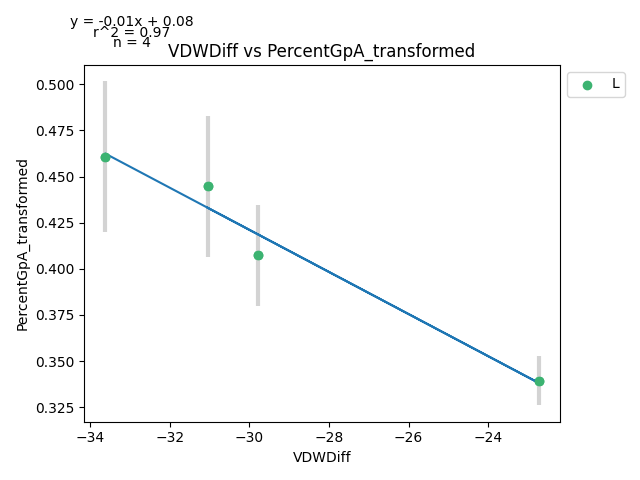 y = -0.01x + 0.08
r^2 = 0.97
n = 4
VDWDiff vs PercentGpA_transformed
L
PercentGpA_transformed
0.500
0.475
0.450
0.425
0.400
0.375
0.350
0.325
−34 −32 −30 −28 −26 −24
VDWDiff